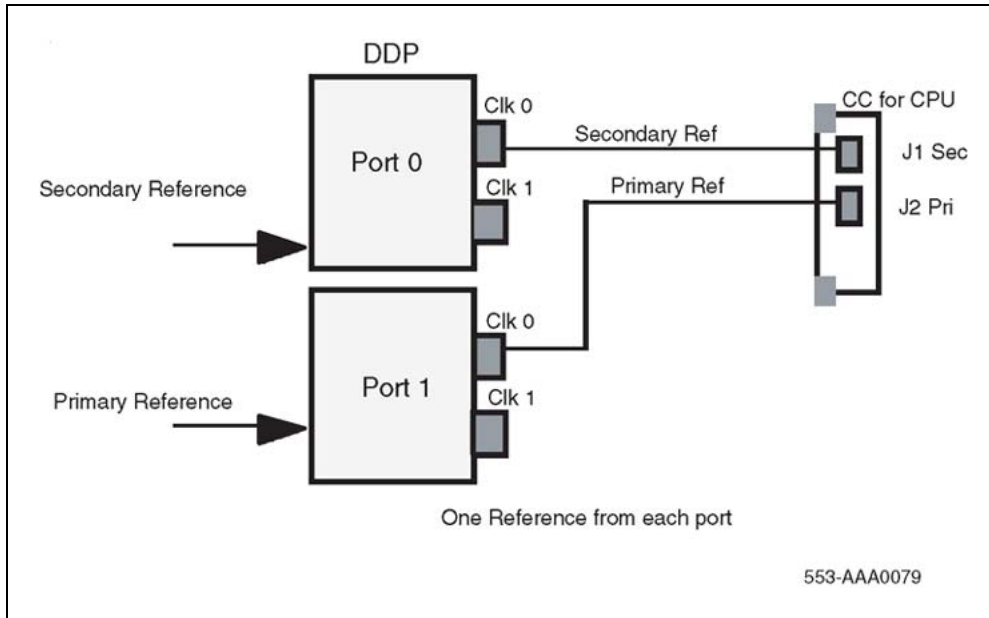 DDP
Clk 0
CC for CPU
Secondary Ref
J1 Sec
Port 0
Clk 1
Primary Ref
Secondary Reference
J2 Pri
Clk 0
Port 1
Clk 1
Primary Reference
One Reference from each port
553-AAA0079